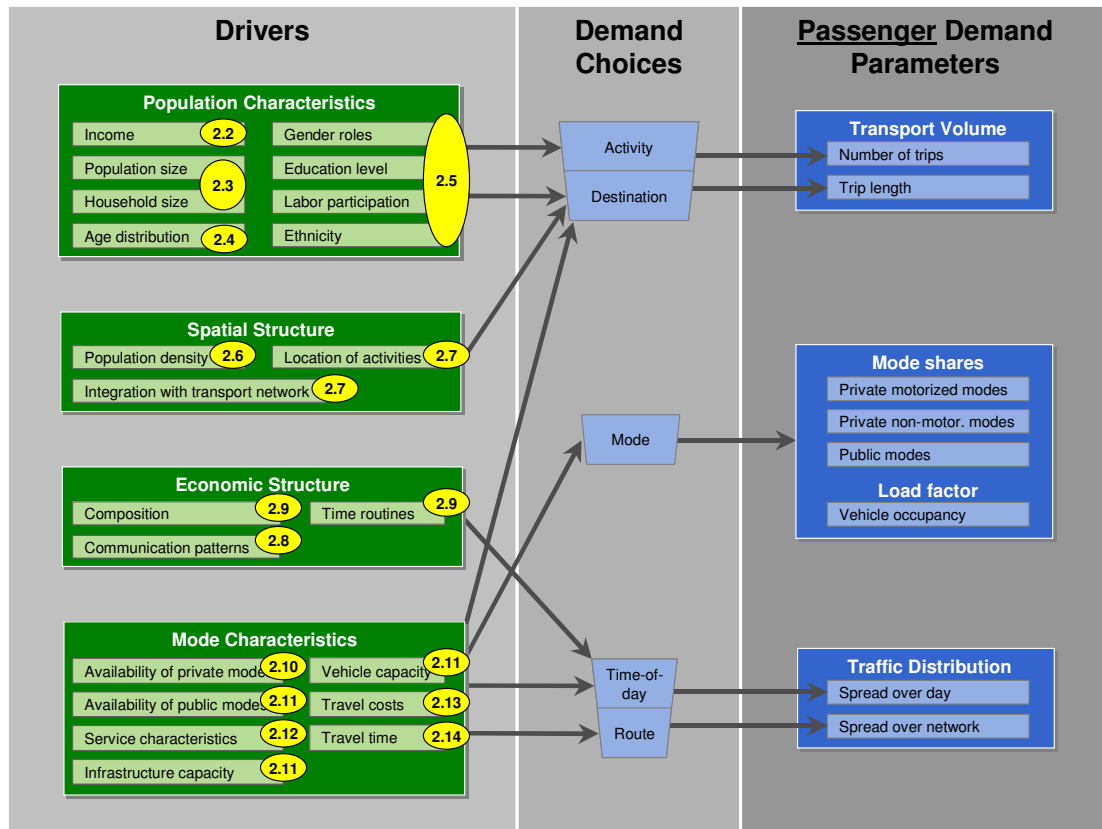 Drivers
Demand
Choices
Passenger Demand
Parameters
Population Characteristics
Income 2.2
Population size
2.3
Household size
Age distribution 2.4
Gender roles
Education level
2.5
Labor participation
Ethnicity
Spatial Structure
Population density 2.6
Location of activities 2.7
Integration with transport network 2.7
Economic Structure
Composition 2.9
Time routines 2.9
Communication patterns 2.8
Mode Characteristics
Availability of private mode 2.10
Vehicle capacity 2.11
Availability of public modes 2.11
Travel costs 2.13
Service characteristics 2.12
Travel time 2.14
Infrastructure capacity 2.11
Activity
Destination
Mode
Time-of-
day
Route
Transport Volume
Number of trips
Trip length
Mode shares
Private motorized modes
Private non-motor. modes
Public modes
Load factor
Vehicle occupancy
Traffic Distribution
Spread over day
Spread over network